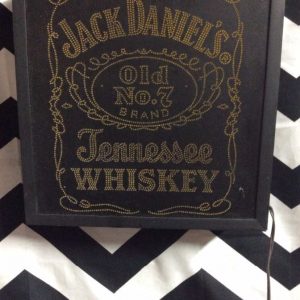 JACK DANIEL'S®
Old
No.7
BRAND
Tennessee
WHISKEY